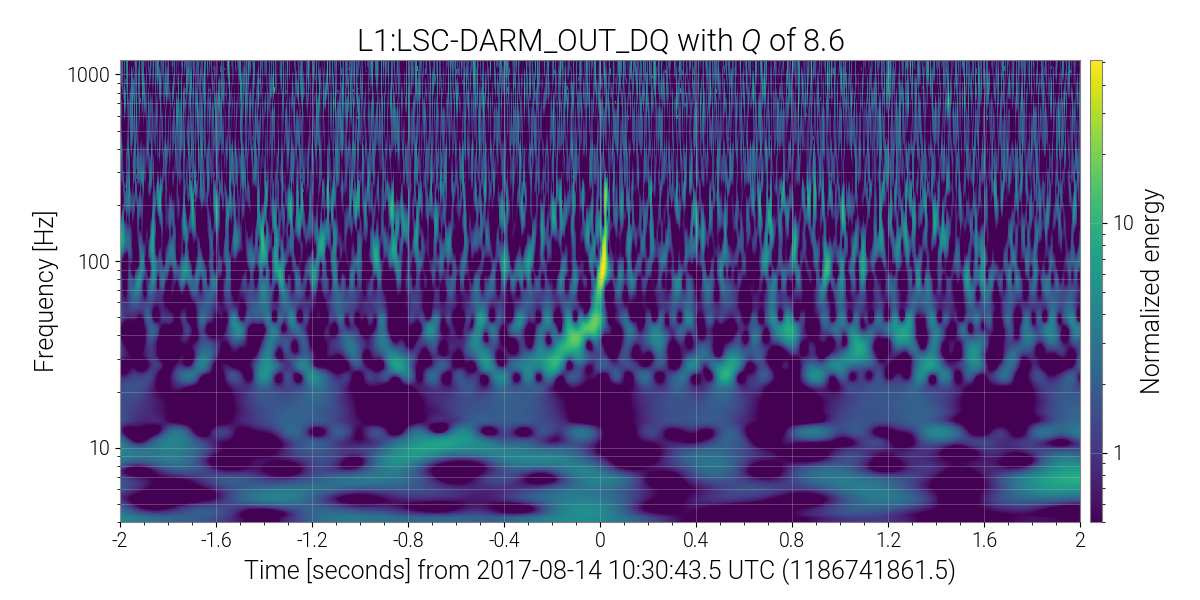 L1:LSC-DARM_OUT_DQ with Q of 8.6
1000
100
10
Frequency [Hz]
-2 -1.6 -1.2 -0.8 -0.4 0 0.4 0.8 1.2 1.6 2
Time [seconds] from 2017-08-14 10:30:43.5 UTC (1186741861.5)
10
1
Normalized energy